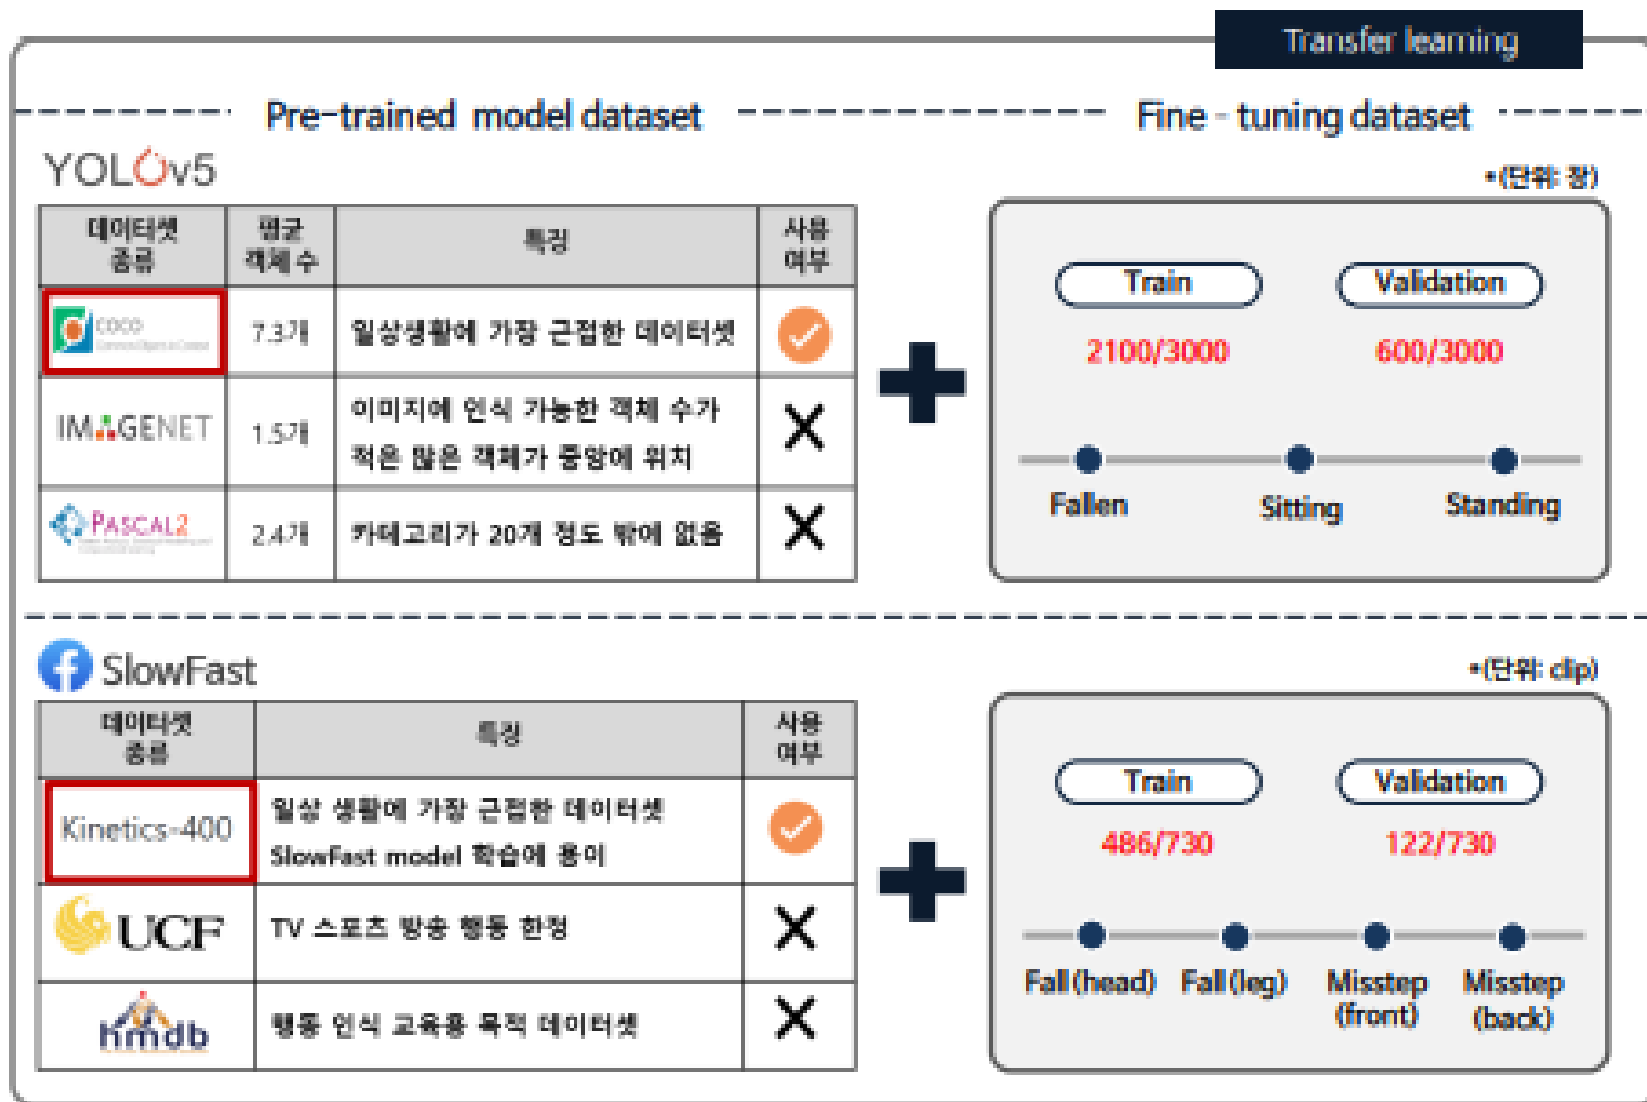 Transfer learning
Pre-trained model dataset
Fine - tuning dataset
YOLOv5
*(단위: 장)
데이터셋
종류
평균
객체 수
특징
사용
여부
COCO
7.3개
일상생활에 가장 근접한 데이터셋
IMAGENET
1.5개
이미지에 인식 가능한 객체 수가
적은 많은 객체가 중앙에 위치
PASCAL2
2.4개
카테고리가 20개 정도 밖에 없음
Train
Validation
2100/3000
600/3000
Fallen
Sitting
Standing
SlowFast
*(단위: clip)
데이터셋
종류
특징
사용
여부
Kinetics-400
일상 생활에 가장 근접한 데이터셋
SlowFast model 학습에 용이
UCF
TV 스포츠 방송 행동 한정
hmdb
행동 인식 교육용 목적 데이터셋
Train
Validation
486/730
122/730
Fall(head)
Fall(leg)
Misstep
(front)
Misstep
(back)